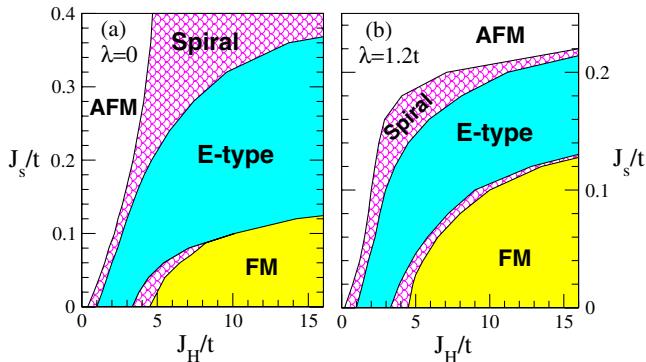 (a)
λ=0
Spiral
AFM
E-type
FM
0.4
0.3
0.2
0.1
0
J_s/t
0 5 10 15
J_H/t
(b)
λ=1.2t
AFM
Spiral
E-type
FM
0.2
0.1
0
J_s/t
0 5 10 15
J_H/t